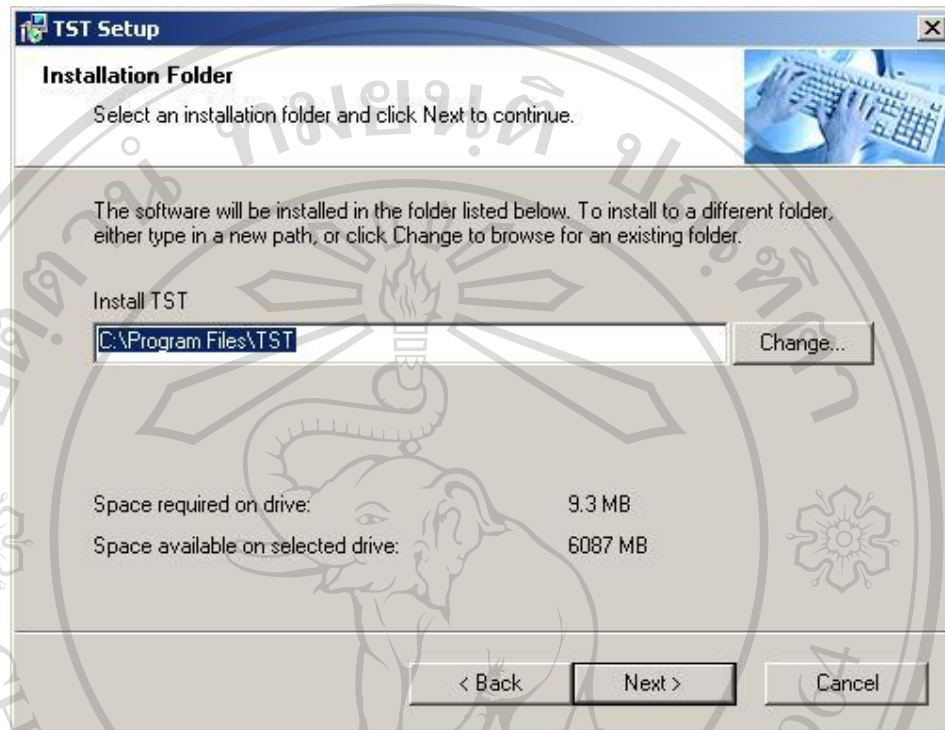 TST Setup
Installation Folder
Select an installation folder and click Next to continue.
The software will be installed in the folder listed below. To install to a different folder,
either type in a new path, or click Change to browse for an existing folder.
Install TST
C:\Program Files\TST
Change...
Space required on drive: 9.3 MB
Space available on selected drive: 6087 MB
< Back Next > Cancel